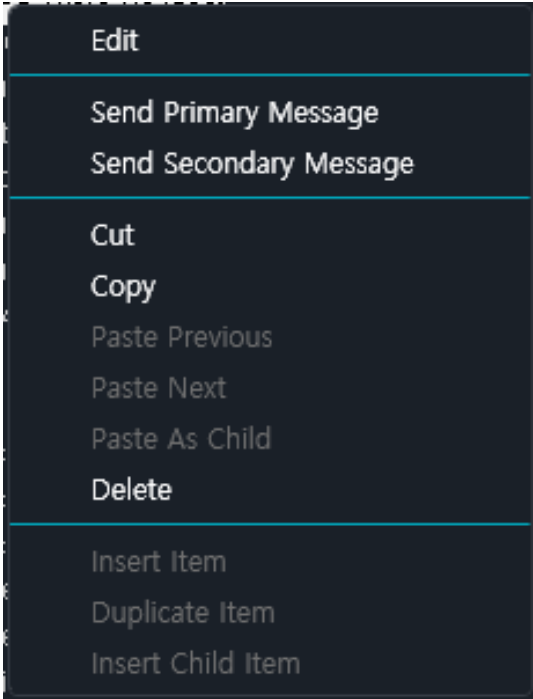 Edit
Send Primary Message
Send Secondary Message
Cut
Copy
Paste Previous
Paste Next
Paste As Child
Delete
Insert Item
Duplicate Item
Insert Child Item